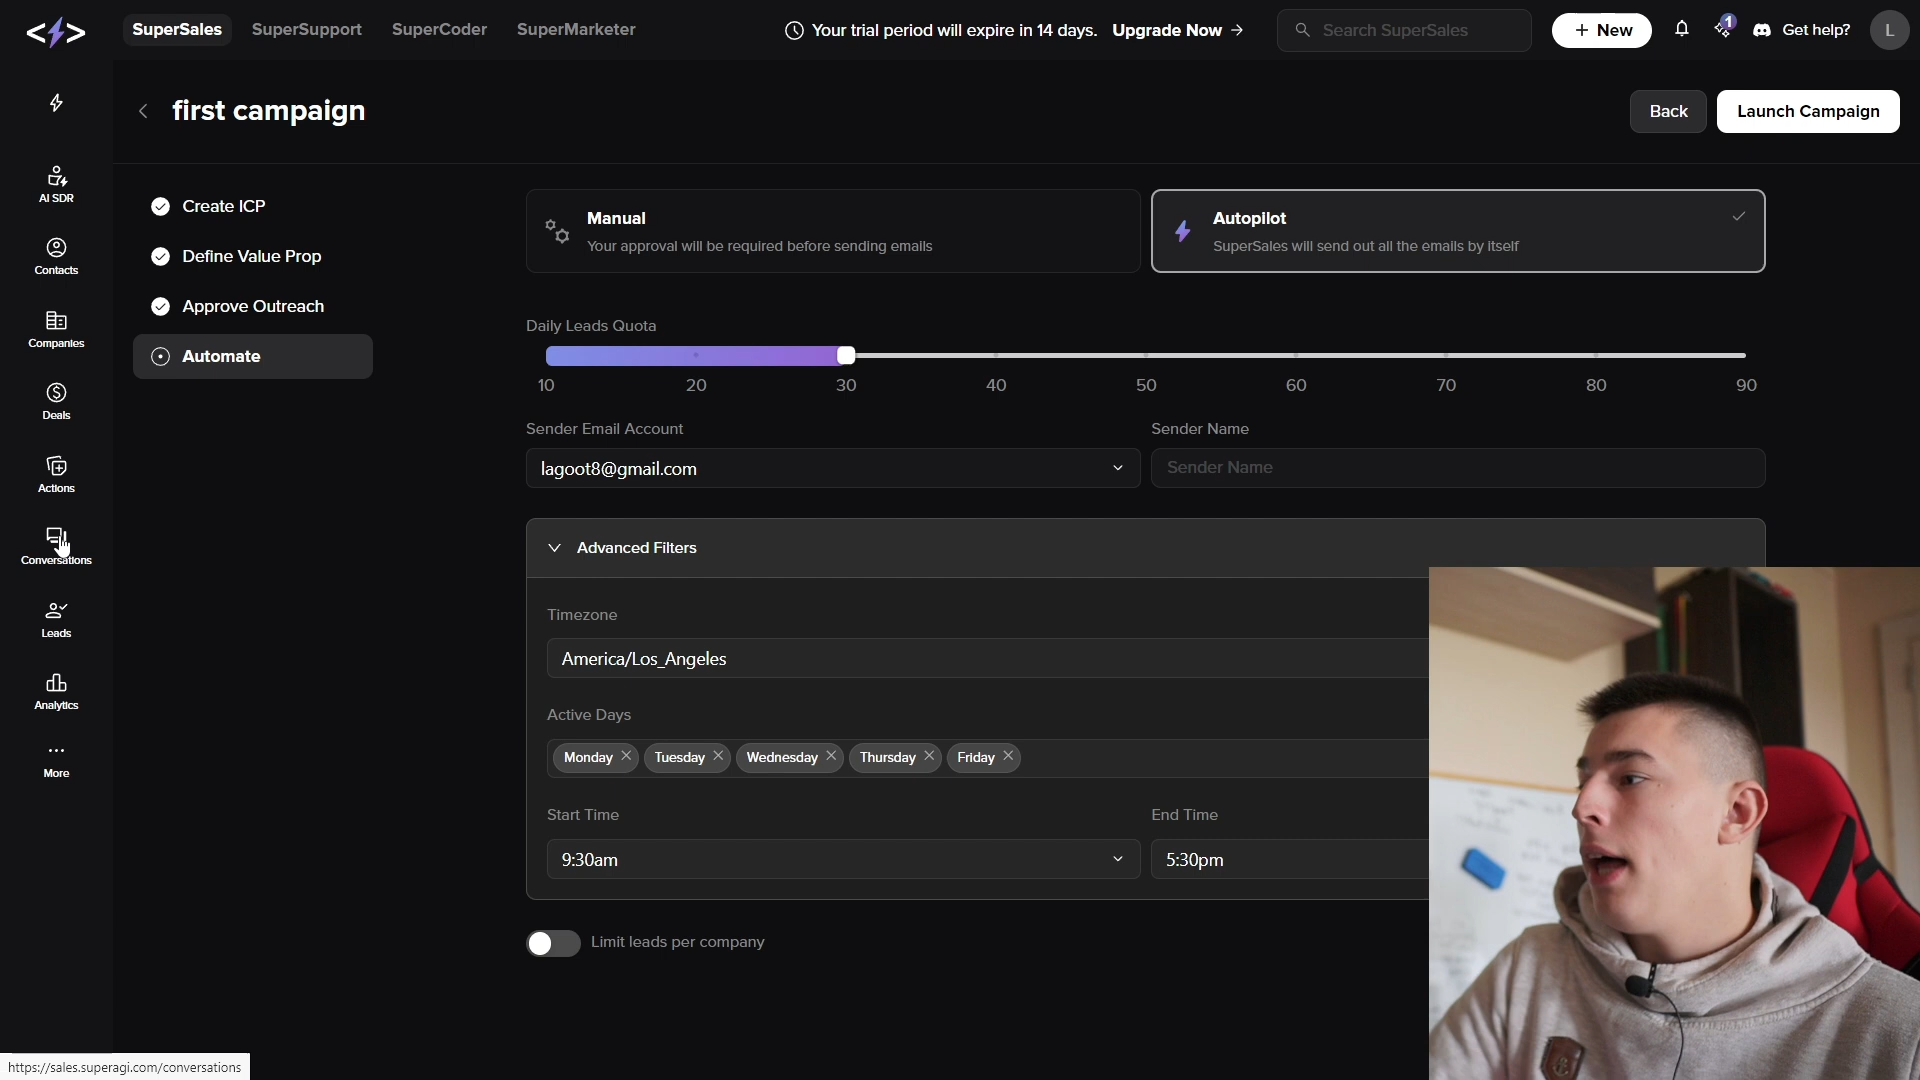 SuperSales SuperSupport SuperCoder SuperMarketer Your trial period will expire in 14 days. Upgrade Now → Search SuperSales + New 1 Get help? L
first campaign Back Launch Campaign
AI SDR
Contacts
Companies
Deals
Actions
Conversations
Leads
Analytics
More
Create ICP
Define Value Prop
Approve Outreach
Automate
Manual
Your approval will be required before sending emails
Autopilot
SuperSales will send out all the emails by itself
Daily Leads Quota
10 20 30 40 50 60 70 80 90
Sender Email Account Sender Name
lagoot8@gmail.com Sender Name
Advanced Filters
Timezone
America/Los_Angeles
Active Days
Monday Tuesday Wednesday Thursday Friday
Start Time End Time
9:30am 5:30pm
Limit leads per company
https://sales.superagi.com/conversations